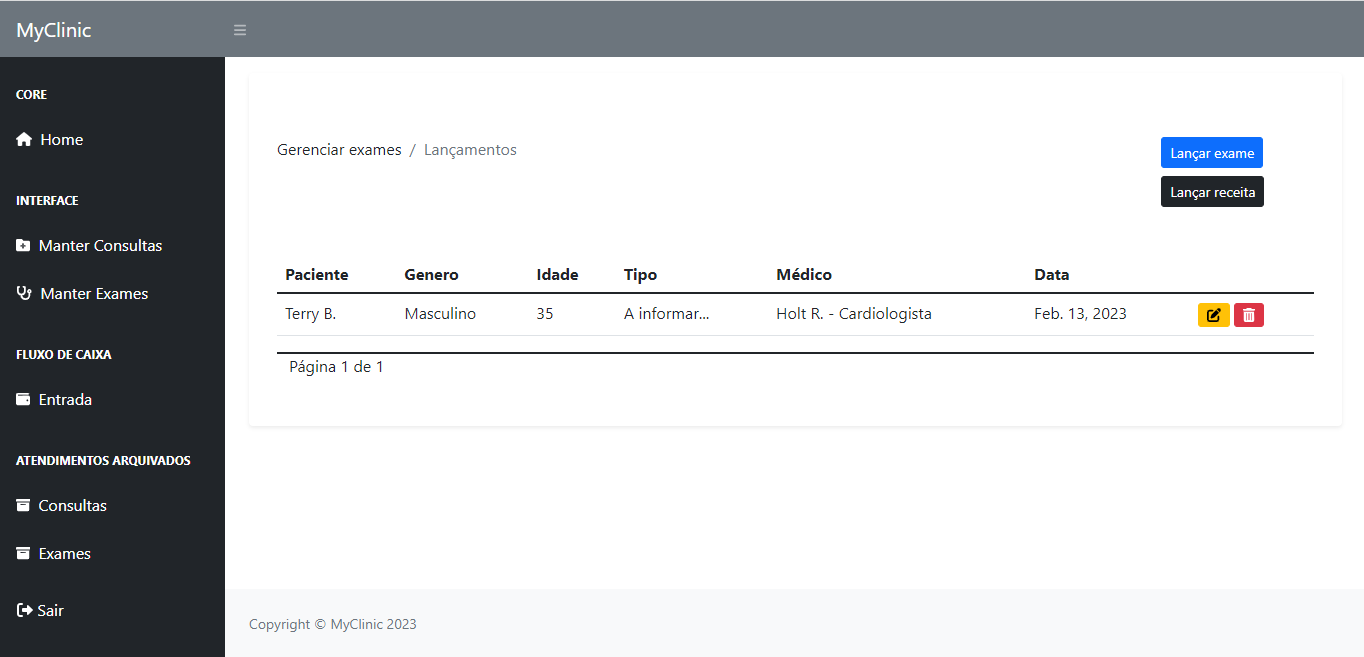 MyClinic
CORE
Home
INTERFACE
Manter Consultas
Manter Exames
FLUXO DE CAIXA
Entrada
ATENDIMENTOS ARQUIVADOS
Consultas
Exames
Sair
Gerenciar exames / Lançamentos
Lançar exame
Lançar receita
Paciente Genero Idade Tipo Médico Data
Terry B. Masculino 35 A informar... Holt R. - Cardiologista Feb. 13, 2023
Página 1 de 1
Copyright © MyClinic 2023